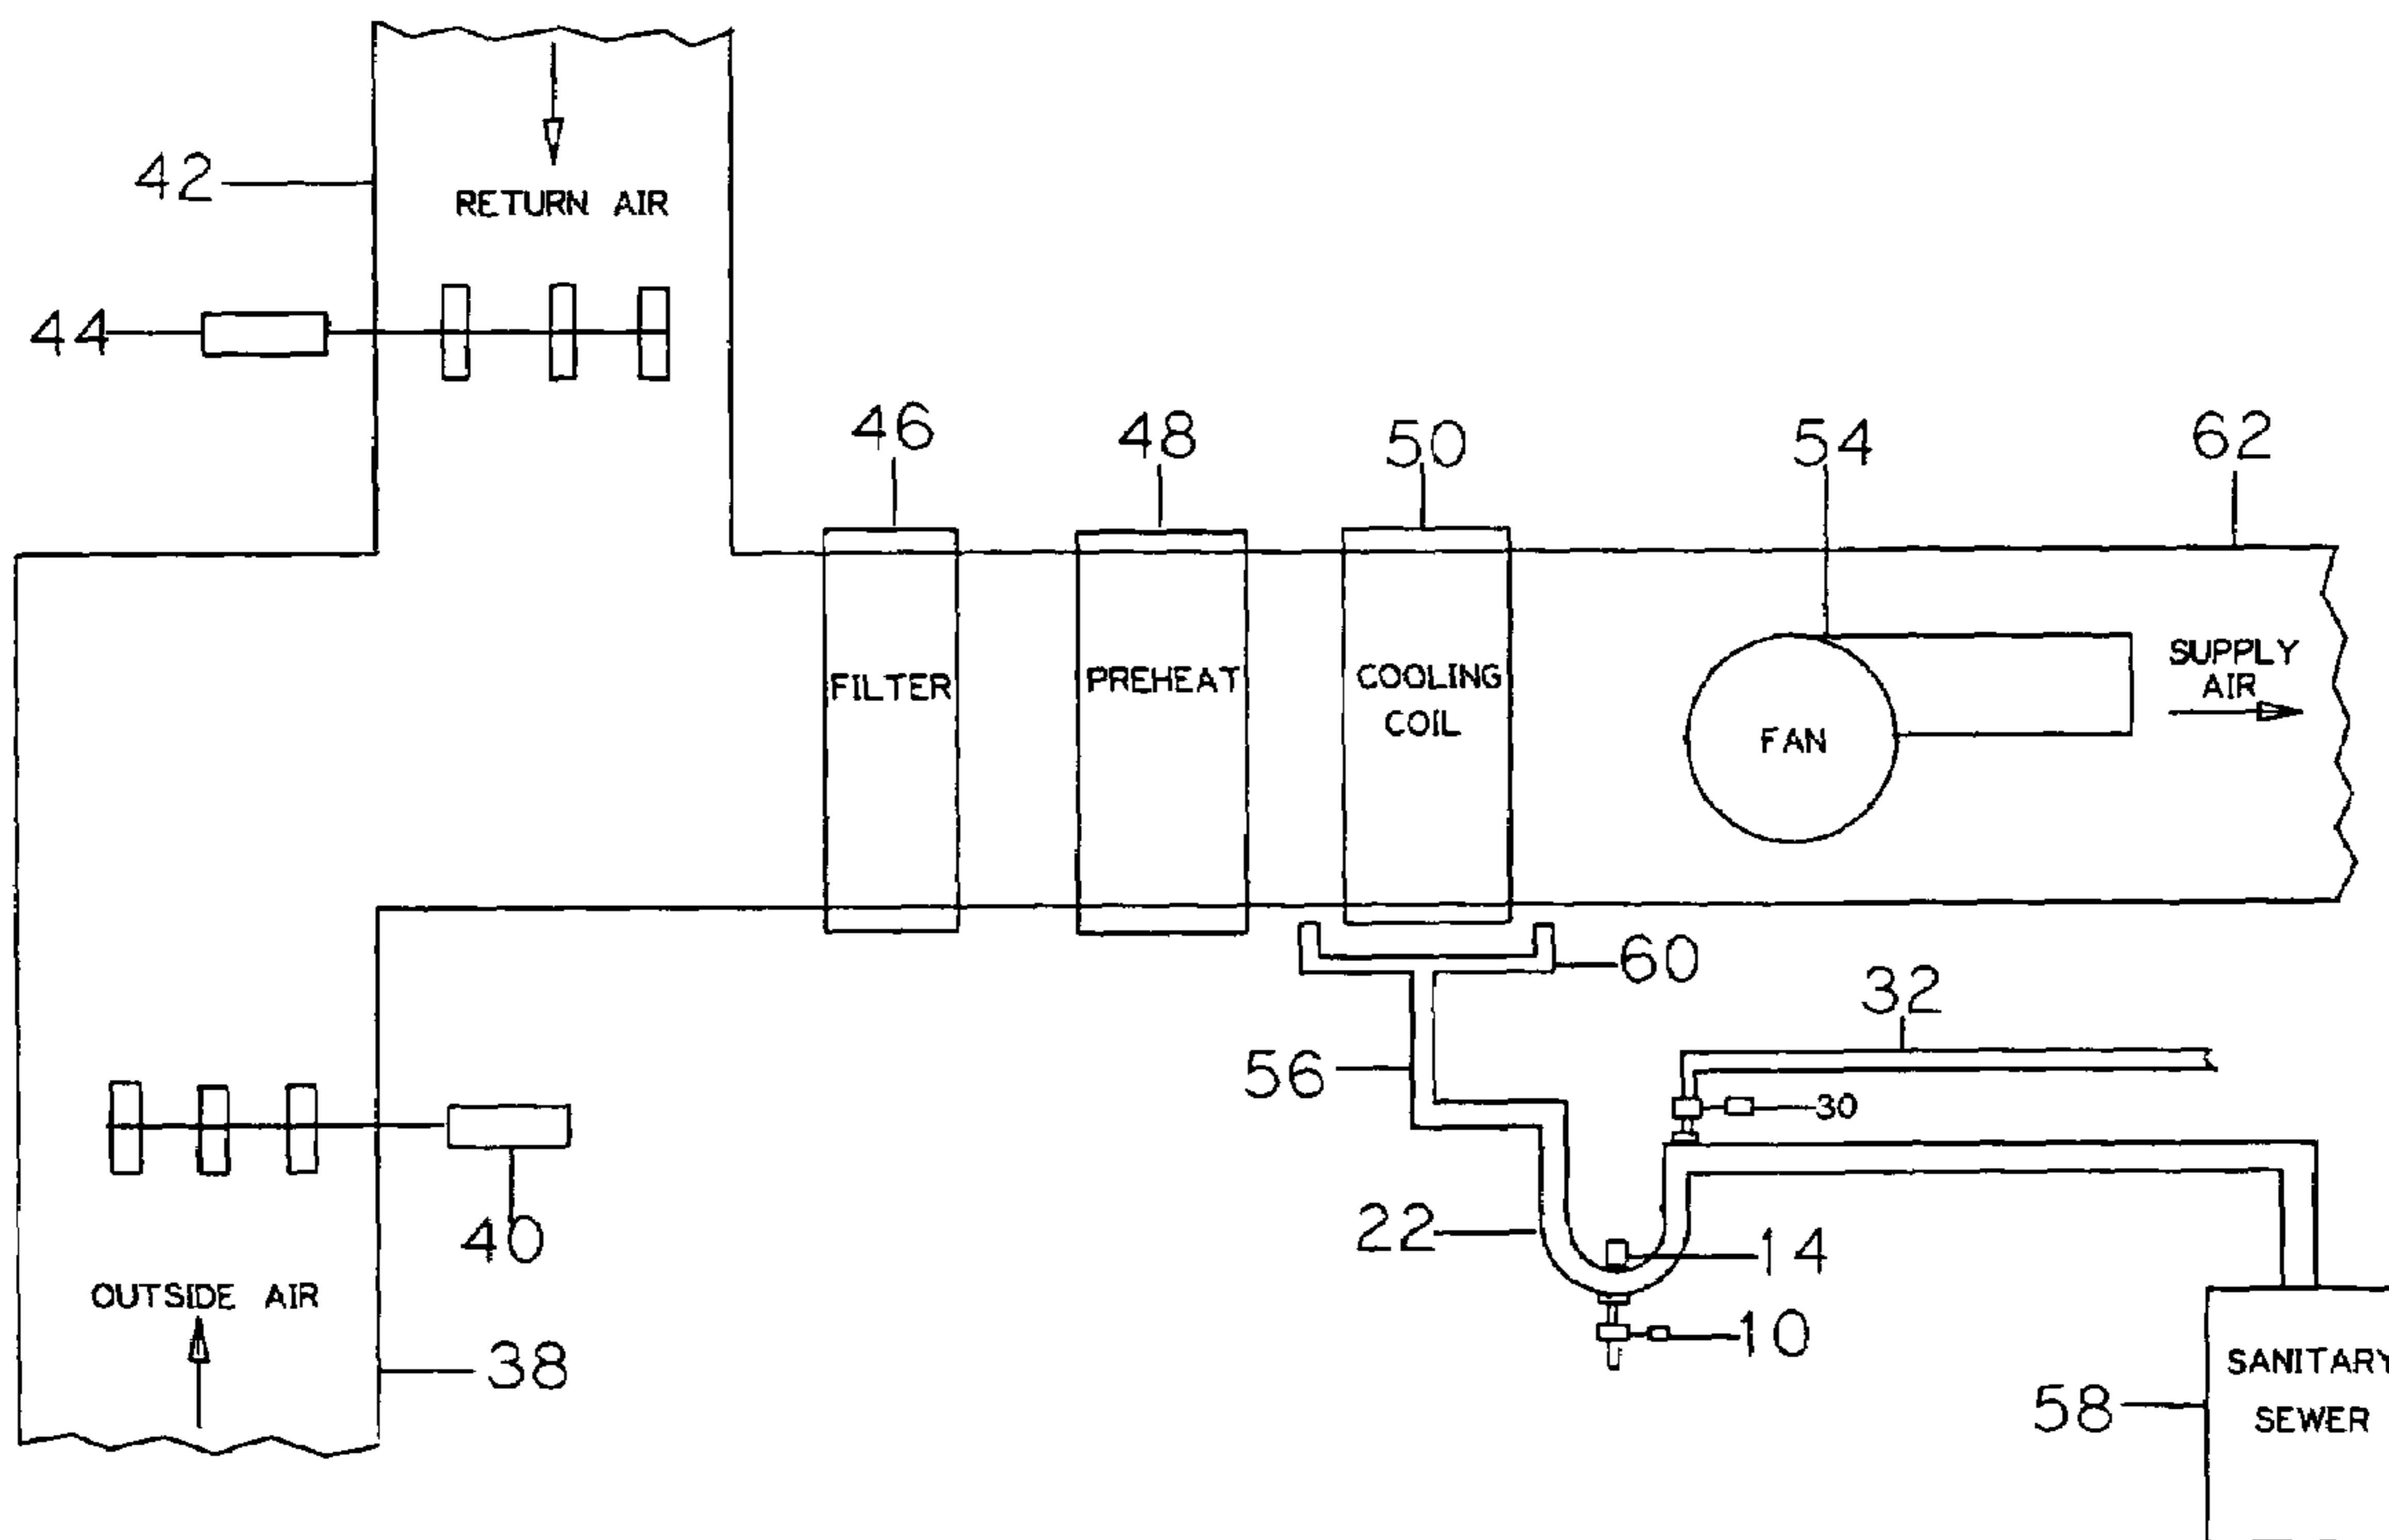 42
RETURN AIR
44
46
48
50
54
62
FILTER
PREHEAT
COOLING
COIL
FAN
SUPPLY
AIR
60
32
56
30
40
22
14
OUTSIDE AIR
10
38
58
SANITARY
SEWER